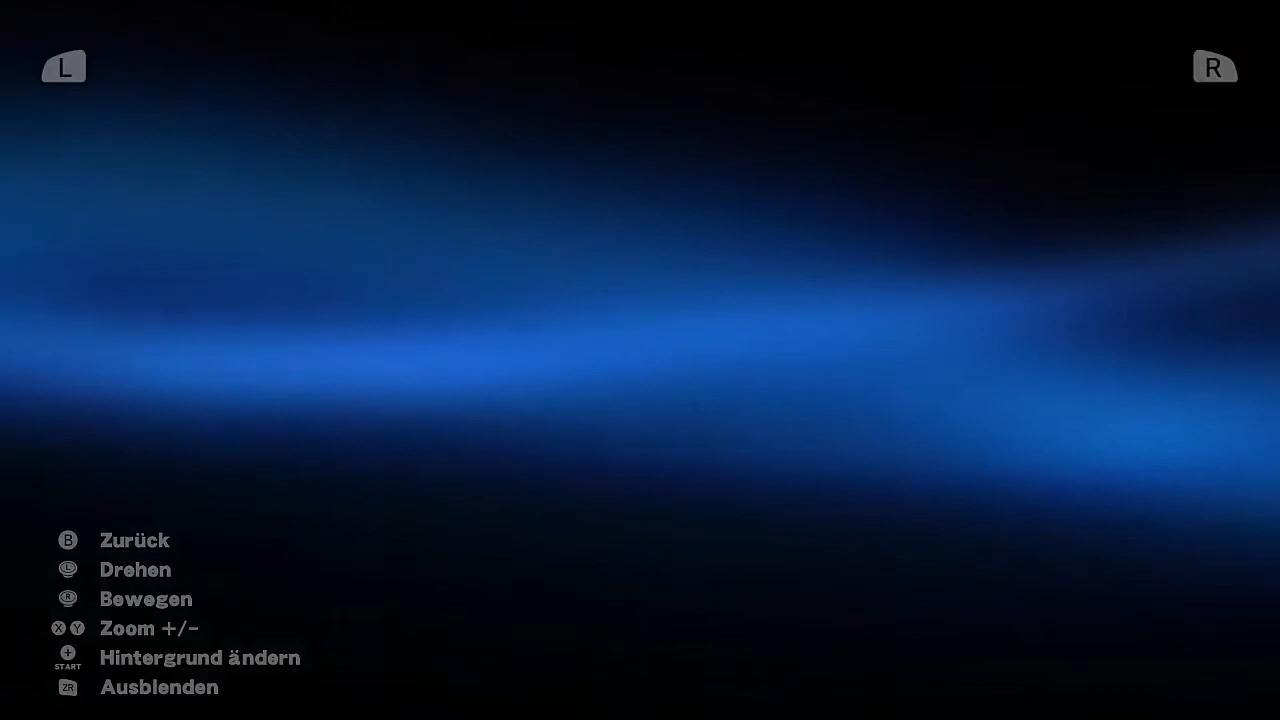 L R
B Zurück
L Drehen
R Bewegen
X Y Zoom +/-
+ START Hintergrund ändern
ZR Ausblenden